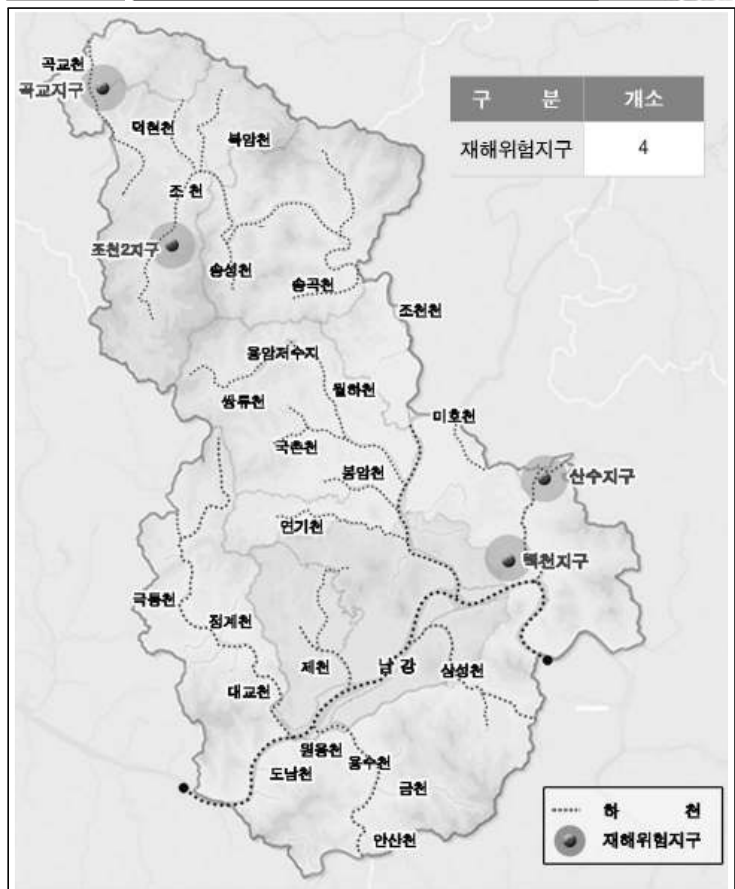 곡교천
곡교지구
덕현천
북암천
구 분 개소
재해위험지구 4
조 천
조천2지구
송성천
송곡천
조천천
용암저수지
월하천
쌍류천
미호천
국촌천
봉암천
산수지구
연기천
맥천지구
극동천
점계천
제천
남 강
삼성천
대교천
원용천
도남천
용수천
금천
안산천
하 천
재해위험지구